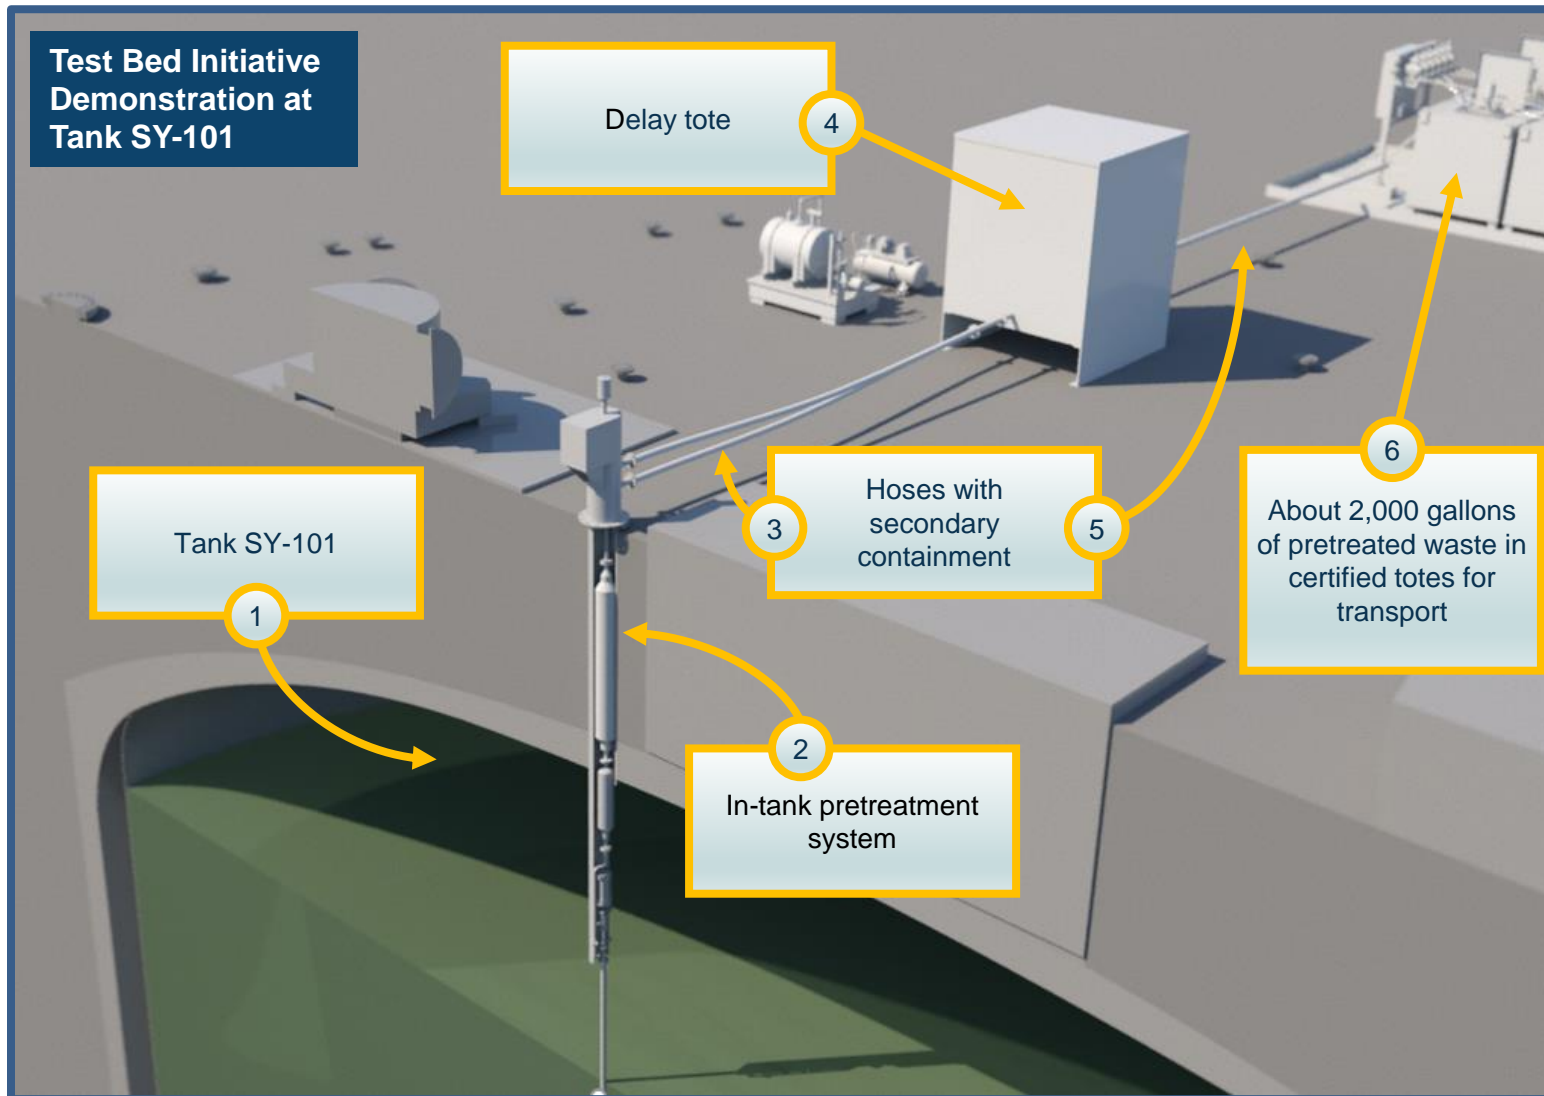 Test Bed Initiative
Demonstration at
Tank SY-101
Delay tote
4
Tank SY-101
1
Hoses with
secondary
containment
3
5
6
About 2,000 gallons
of pretreated waste in
certified totes for
transport
2
In-tank pretreatment
system